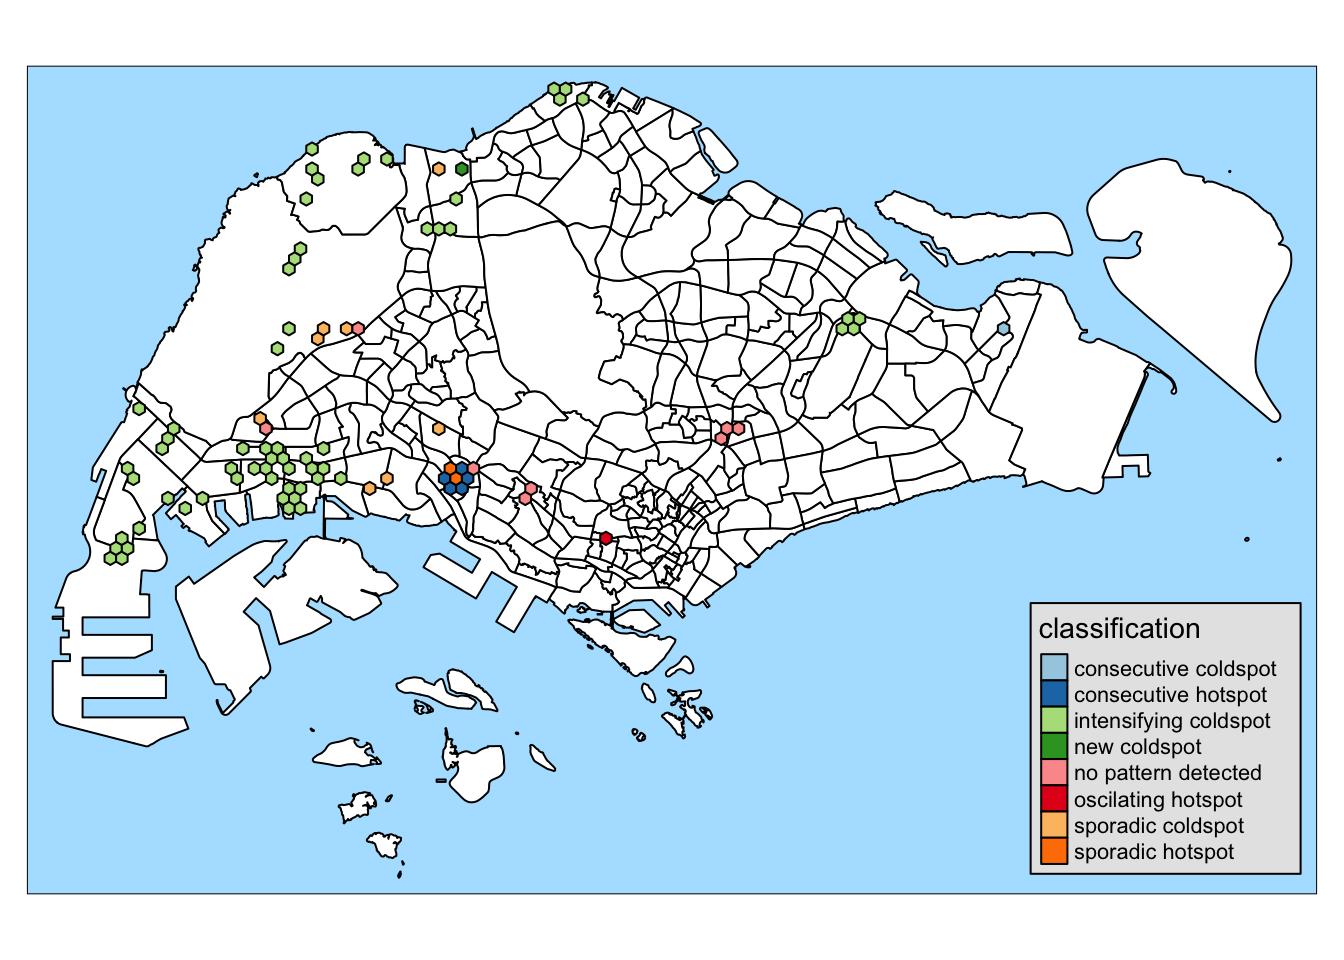 classification
consecutive coldspot
consecutive hotspot
intensifying coldspot
new coldspot
no pattern detected
oscilating hotspot
sporadic coldspot
sporadic hotspot